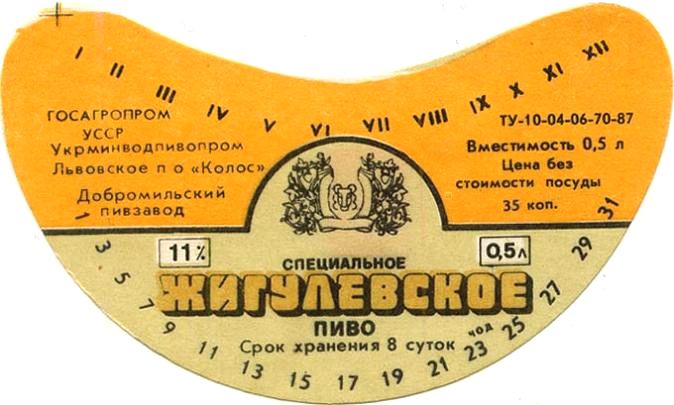 I II III IV V VI VII VIII IX X XI XII
ГОСАГРОПРОМ
УССР
Укрминводпивопром
Львовское п о «Колос»
Добромильский
пивзавод
ТУ-10-04-06-70-87
Вместимость 0,5 л
Цена без
стоимости посуды
35 коп.
11%
0,5л
СПЕЦИАЛЬНОЕ
ЖИГУЛЕВСКОЕ
ПИВО
Срок хранения 8 суток
чод
1 3 5 7 9 11 13 15 17 19 21 23 25 27 29 31